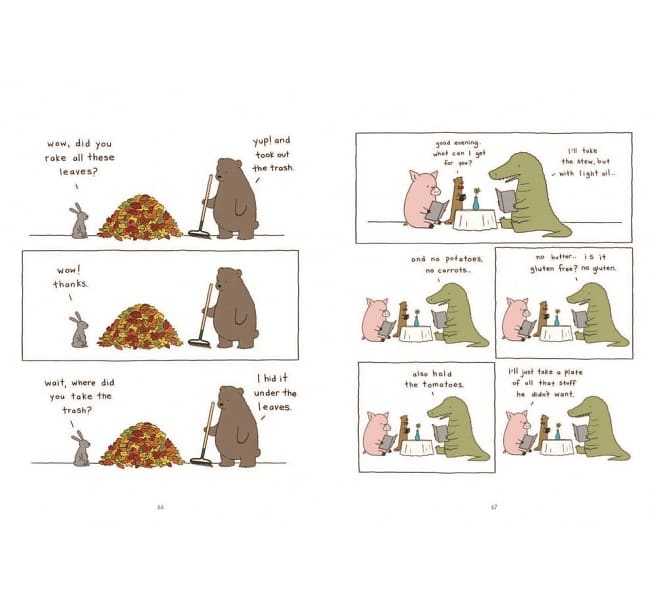 wow, did you
rake all these
leaves?
yup! and
took out
the trash.
wow!
thanks.
wait, where did
you take the
trash?
I hid it
under the
leaves.
66
good evening.
what can I get
for you?
I'll take
the stew, but
with light oil...
and no potatoes,
no carrots...
no butter... is it
gluten free? no gluten.
also hold
the tomatoes.
I'll just take a plate
of all that stuff
he didn't want.
67